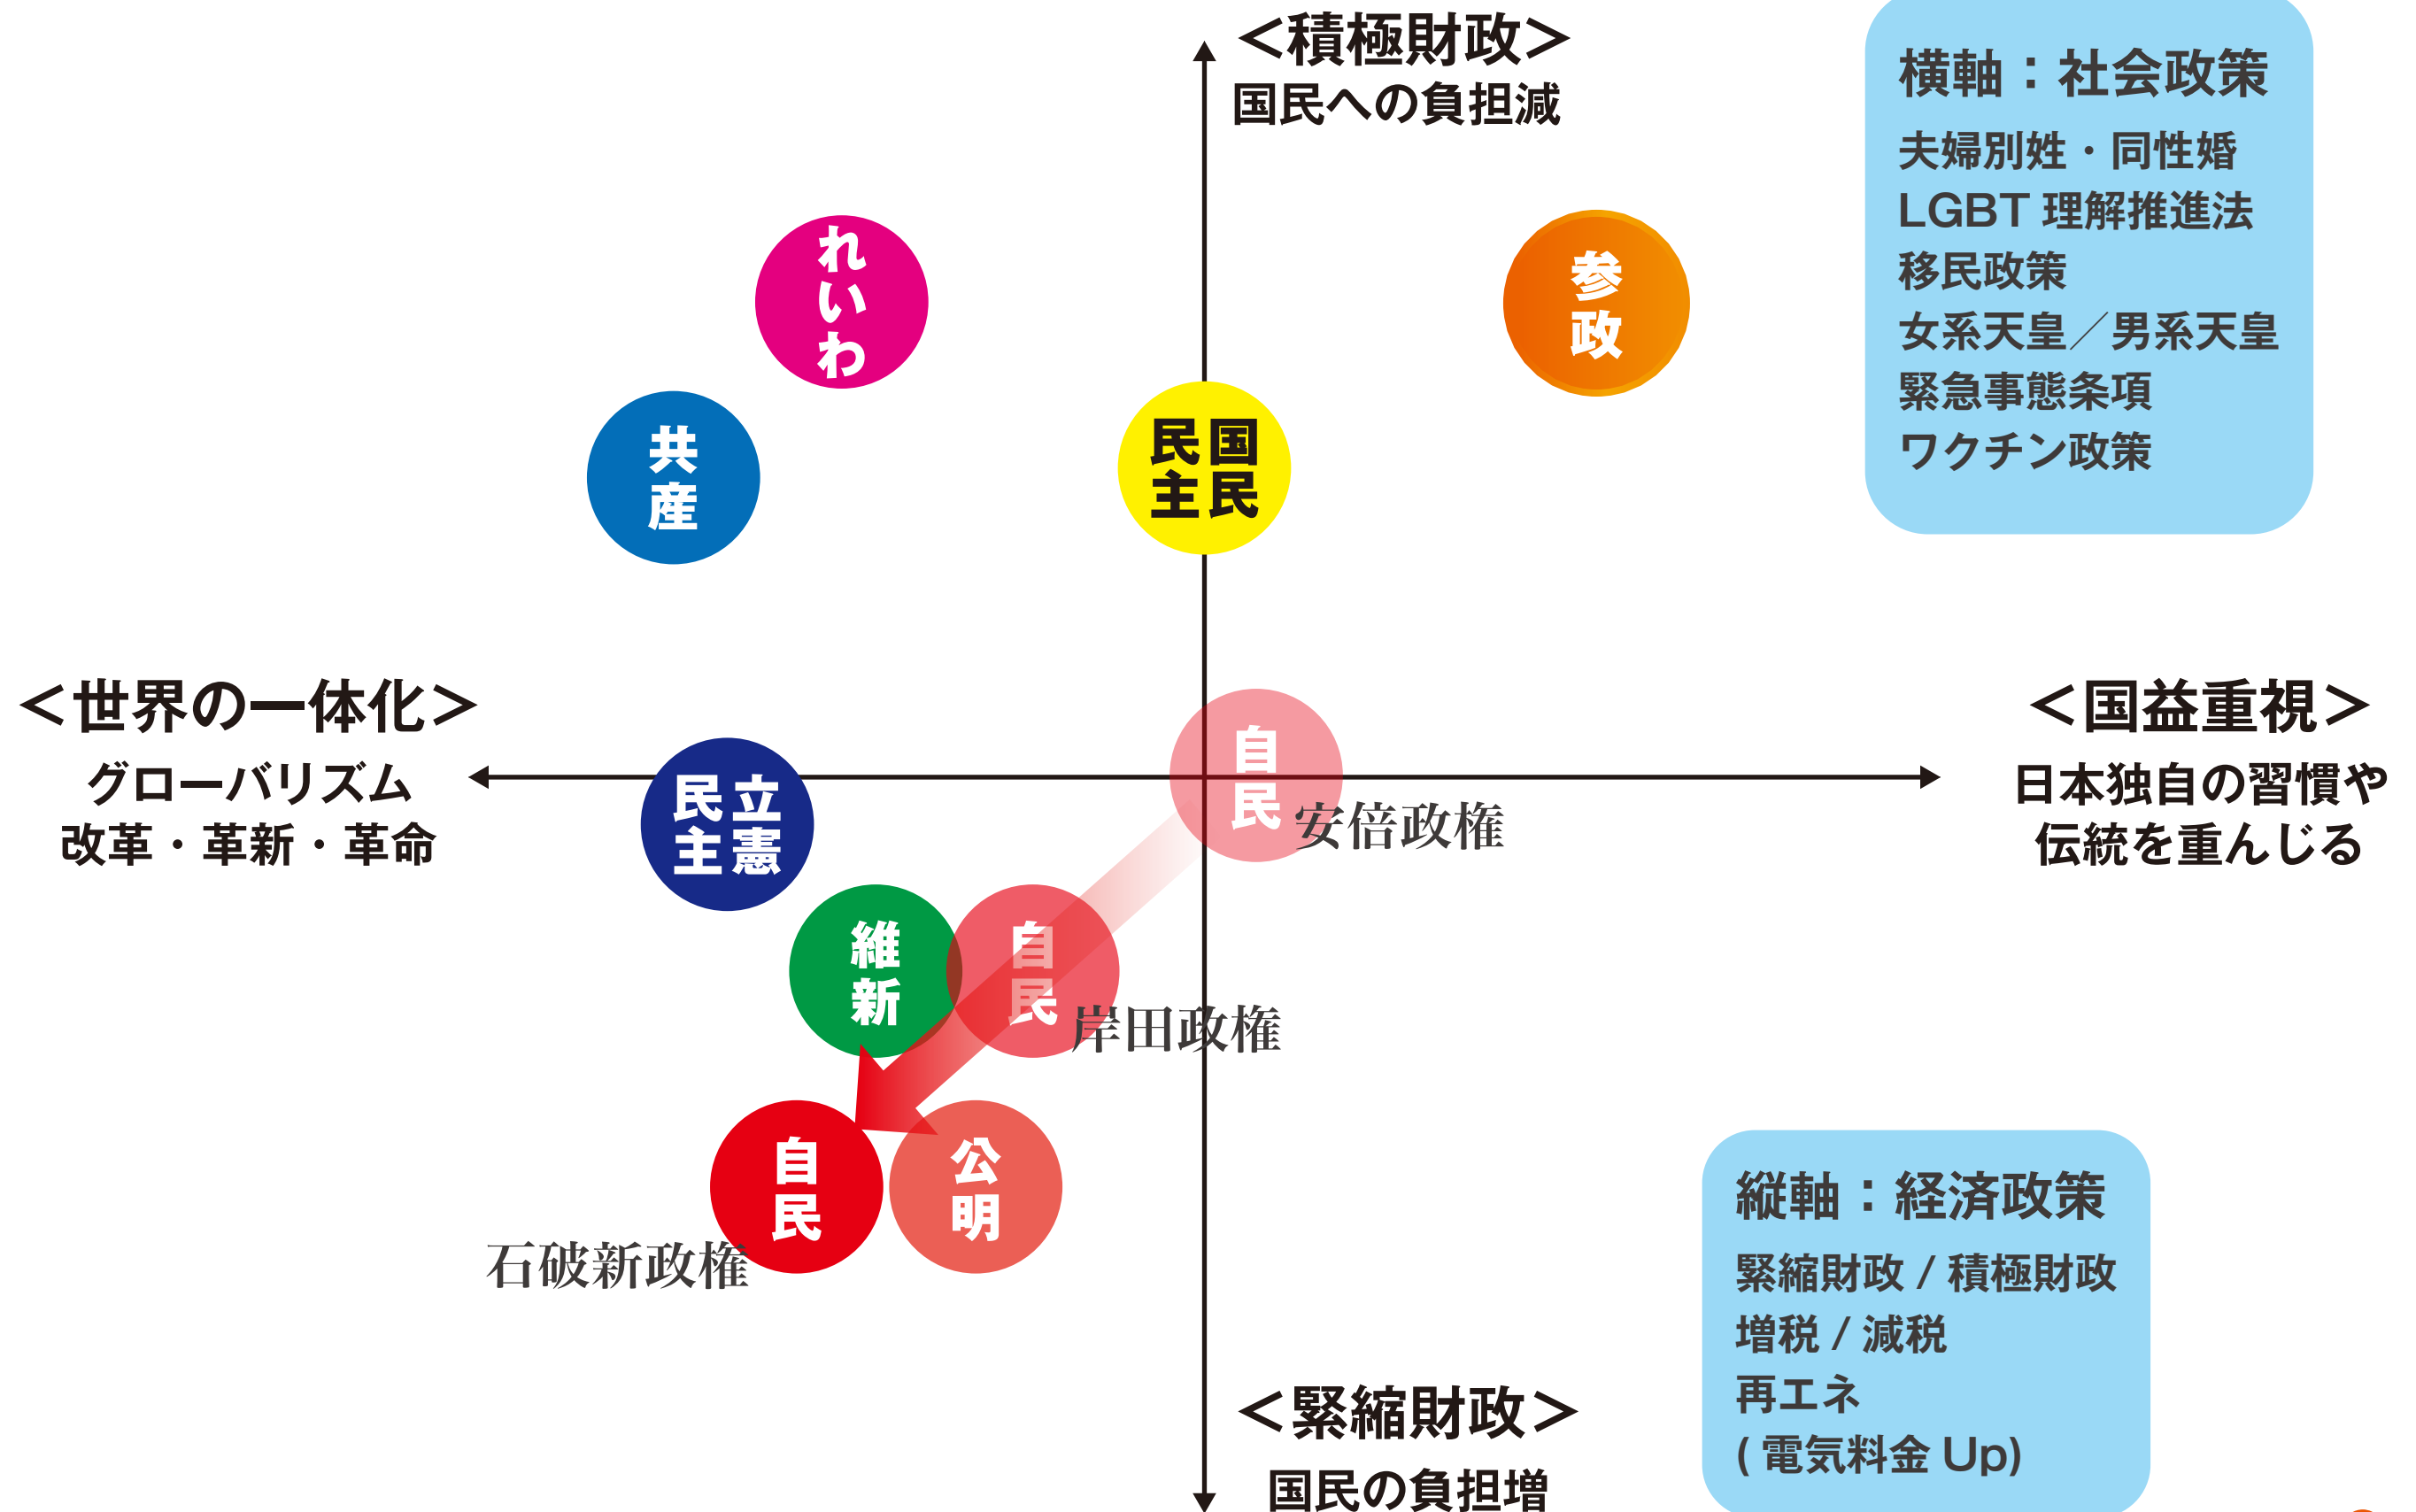 ＜積極財政＞
国民への負担減
横軸：社会政策
夫婦別姓・同性婚
LGBT 理解推進法
移民政策
女系天皇／男系天皇
緊急事態条項
ワクチン政策
れいわ
参政
共産
国民
民主
＜世界の一体化＞
グローバリズム
改革・革新・革命
＜国益重視＞
日本独自の習慣や
伝統を重んじる
自民
安倍政権
立憲
民主
維新
自民
岸田政権
自民
石破新政権
公明
縦軸：経済政策
緊縮財政 / 積極財政
増税 / 減税
再エネ
( 電気料金 Up)
＜緊縮財政＞
国民の負担増